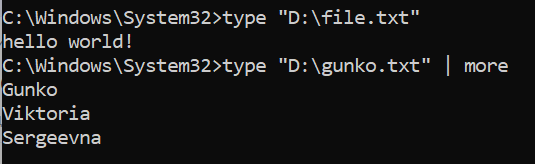 C:\Windows\System32>type "D:\file.txt"
hello world!
C:\Windows\System32>type "D:\gunko.txt" | more
Gunko
Viktoria
Sergeevna